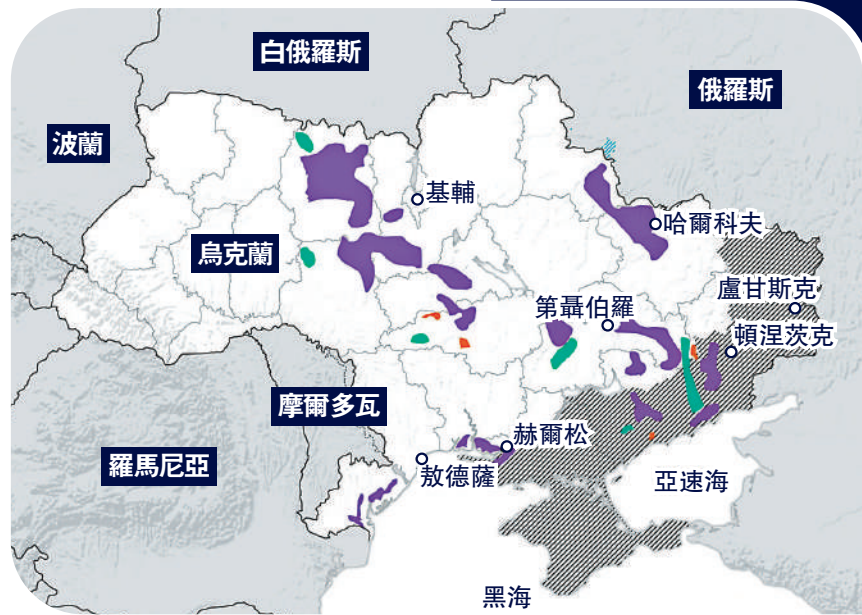 白俄羅斯
俄羅斯
波蘭
基輔
哈爾科夫
烏克蘭
盧甘斯克
第聶伯羅
頓涅茨克
摩爾多瓦
赫爾松
羅馬尼亞
敖德薩
亞速海
黑海